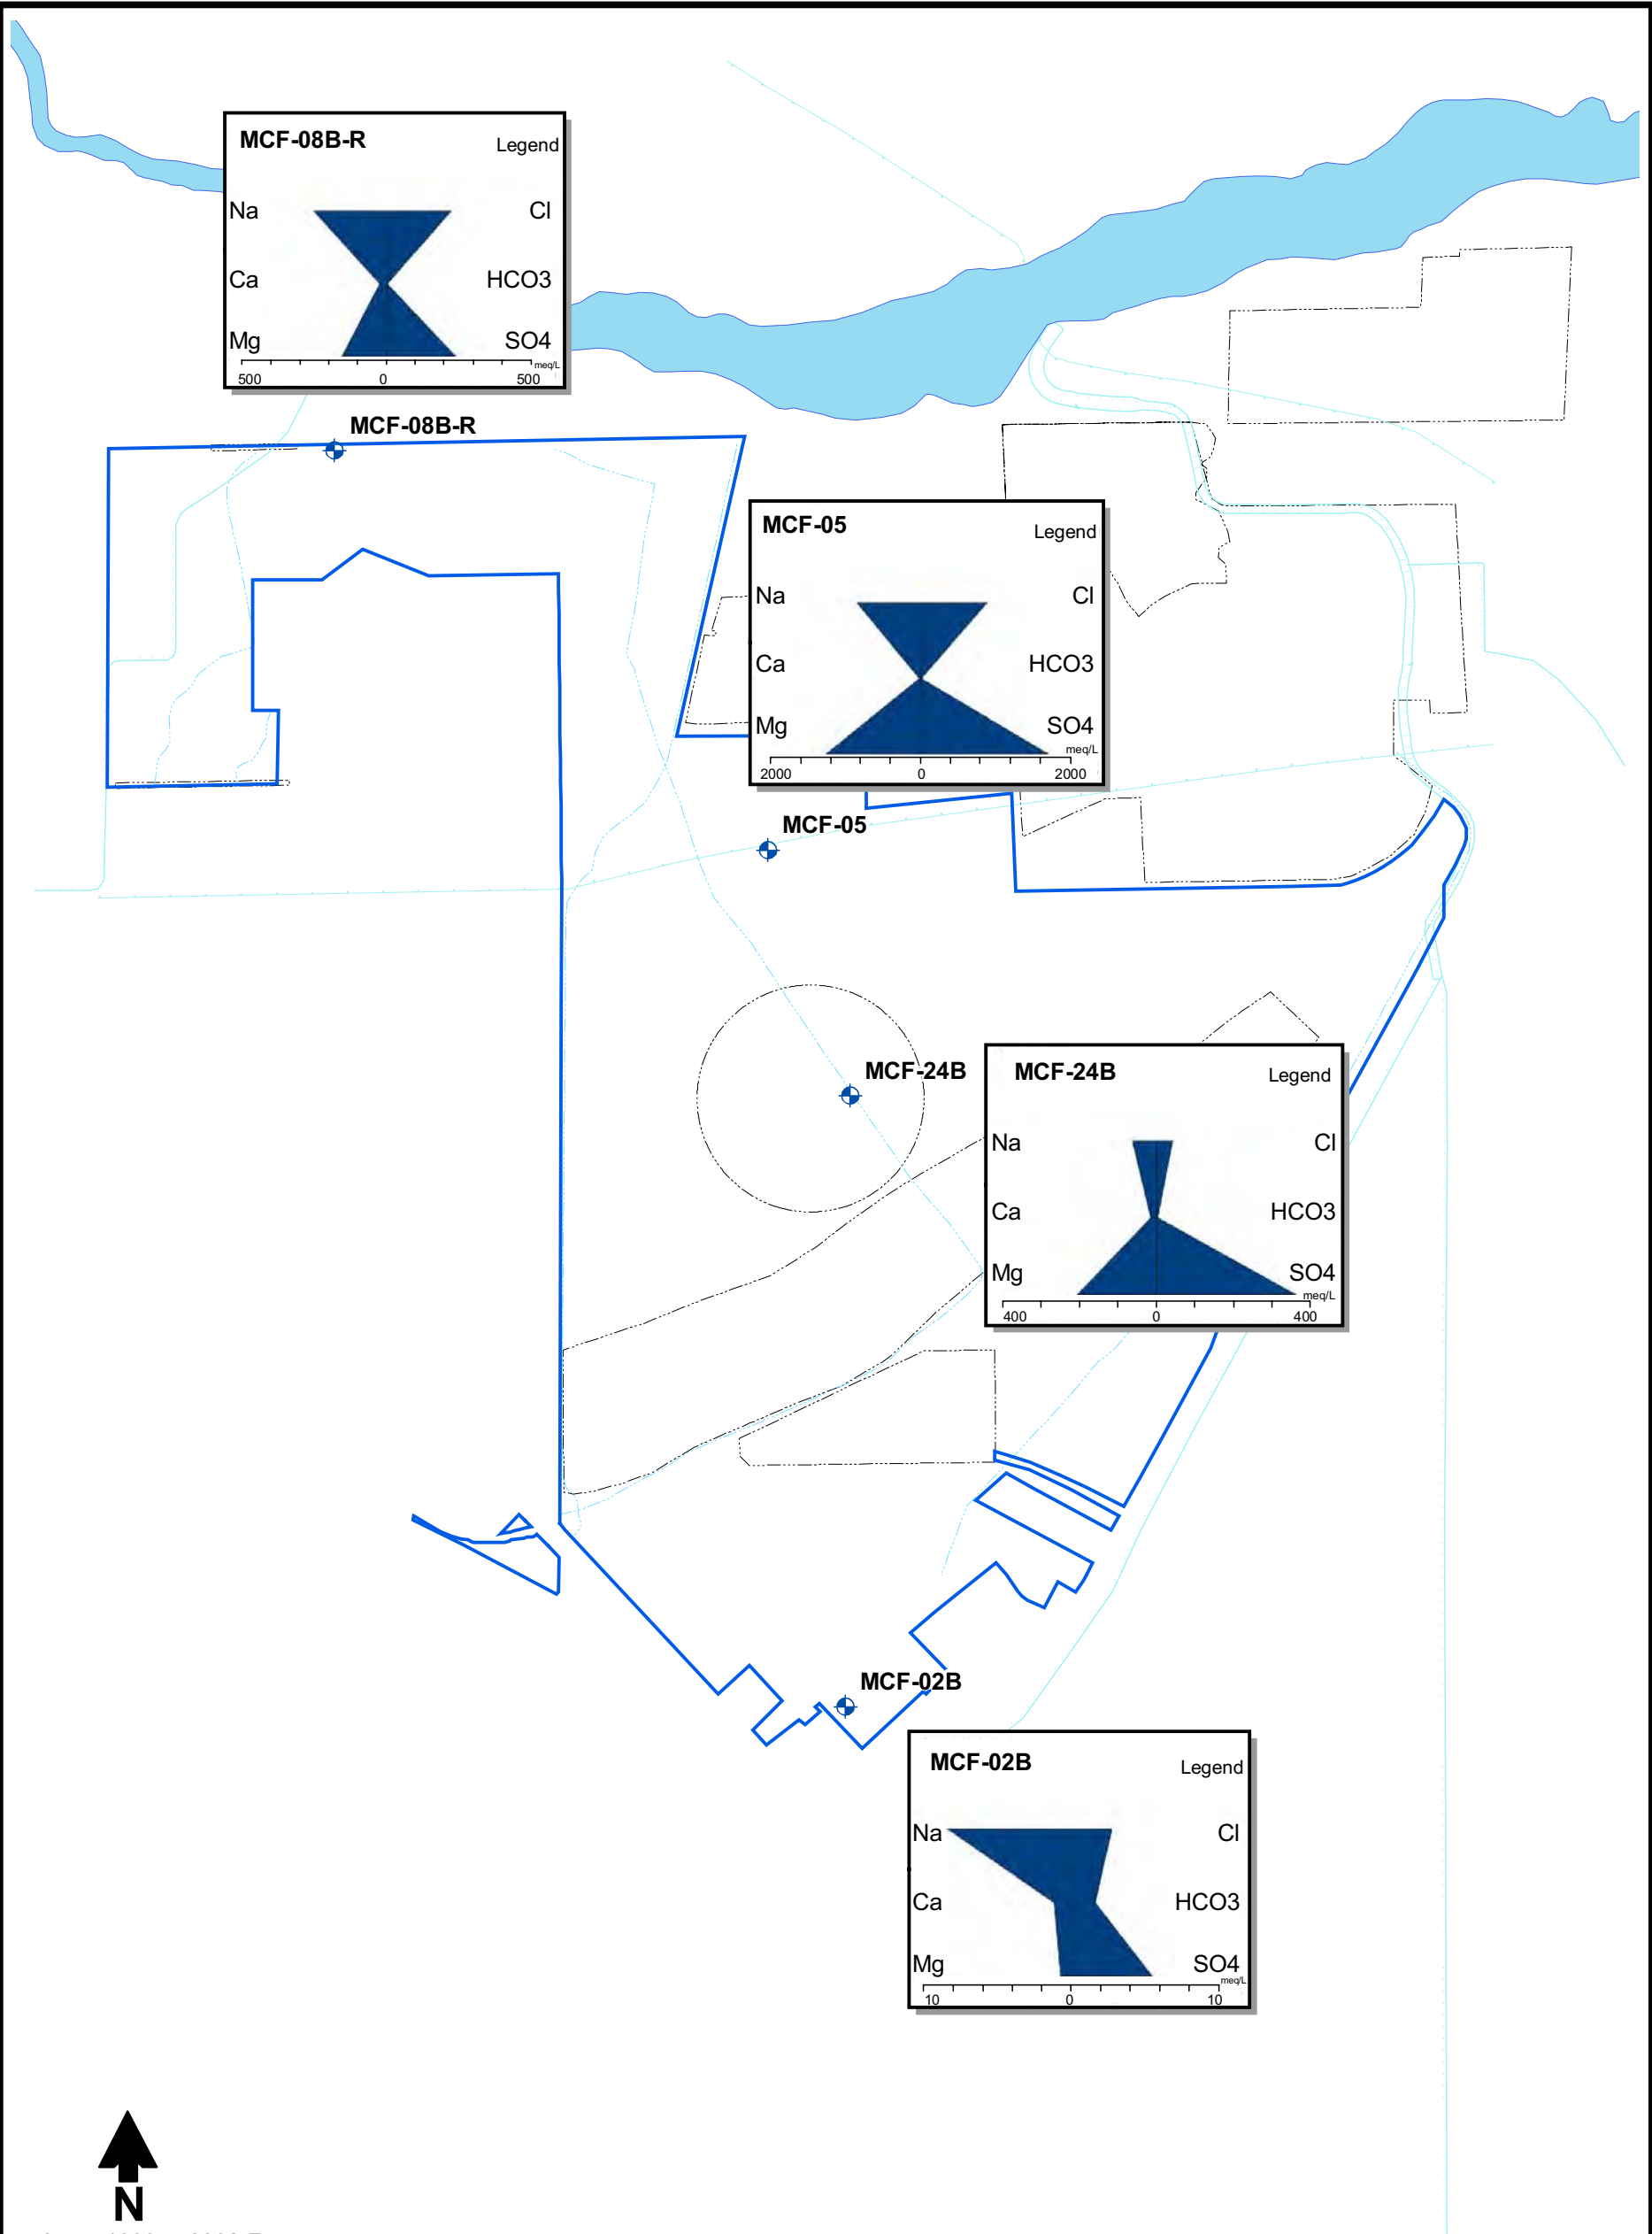 MCF-08B-R
Legend
Na Cl
Ca HCO3
Mg SO4
meq/L
500 0 500
MCF-08B-R
MCF-05
Legend
Na Cl
Ca HCO3
Mg SO4
meq/L
2000 0 2000
MCF-05
MCF-24B
MCF-24B
Legend
Na Cl
Ca HCO3
Mg SO4
meq/L
400 0 400
MCF-02B
MCF-02B
Legend
Na Cl
Ca HCO3
Mg SO4
meq/L
10 0 10
N